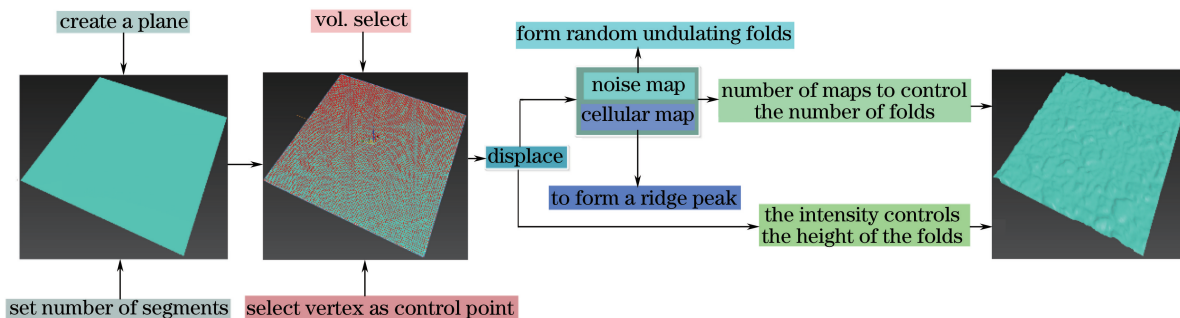 create a plane
vol. select
form random undulating folds
noise map
cellular map
number of maps to control
the number of folds
displace
to form a ridge peak
the intensity controls
the height of the folds
set number of segments
select vertex as control point